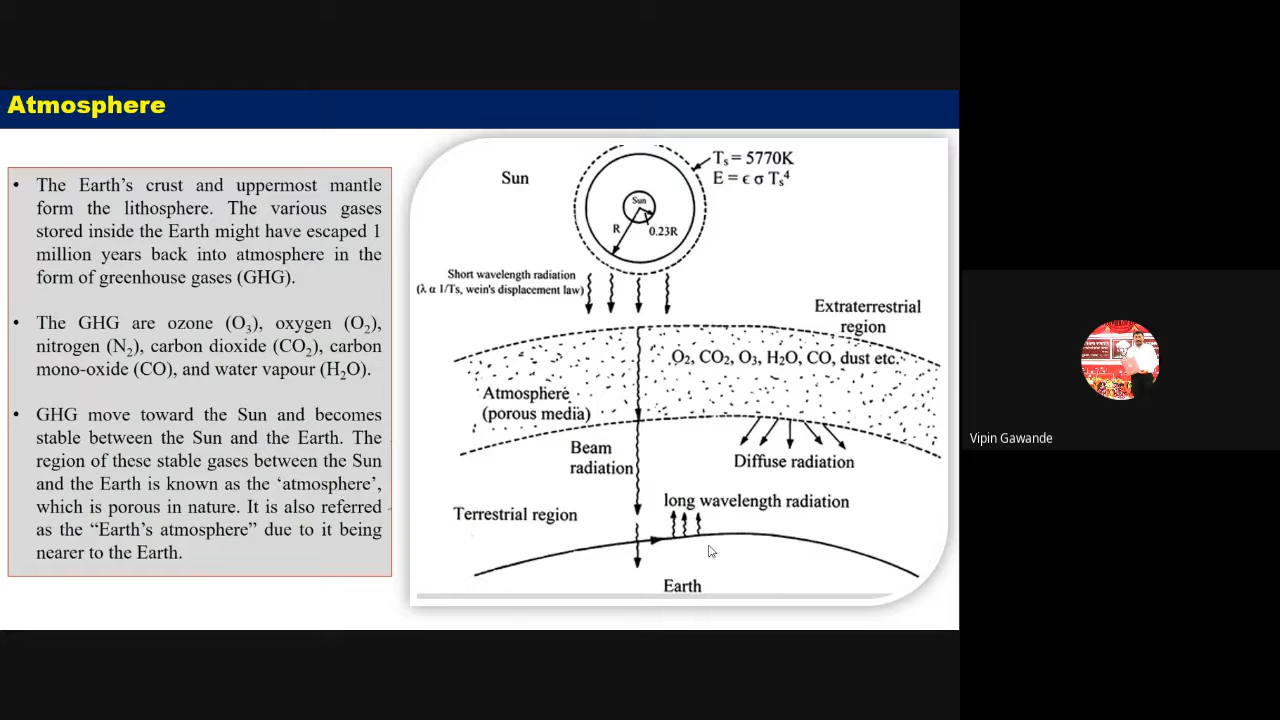 Atmosphere
• The Earth's crust and uppermost mantle
form the lithosphere. The various gases
stored inside the Earth might have escaped 1
million years back into atmosphere in the
form of greenhouse gases (GHG).
• The GHG are ozone (O₃), oxygen (O₂),
nitrogen (N₂), carbon dioxide (CO₂), carbon
mono-oxide (CO), and water vapour (H₂O).
• GHG move toward the Sun and becomes
stable between the Sun and the Earth. The
region of these stable gases between the Sun
and the Earth is known as the 'atmosphere',
which is porous in nature. It is also referred
as the “Earth's atmosphere” due to it being
nearer to the Earth.
Sun
Tₛ = 5770K
E = ϵ σ Tₛ⁴
Sun
R
0.23R
Short wavelength radiation
(λ α 1/Ts, wein's displacement law)
Extraterrestrial
region
O₂, CO₂, O₃, H₂O, CO, dust etc.
Atmosphere
(porous media)
Beam
radiation
Diffuse radiation
long wavelength radiation
Terrestrial region
Earth
Vipin Gawande